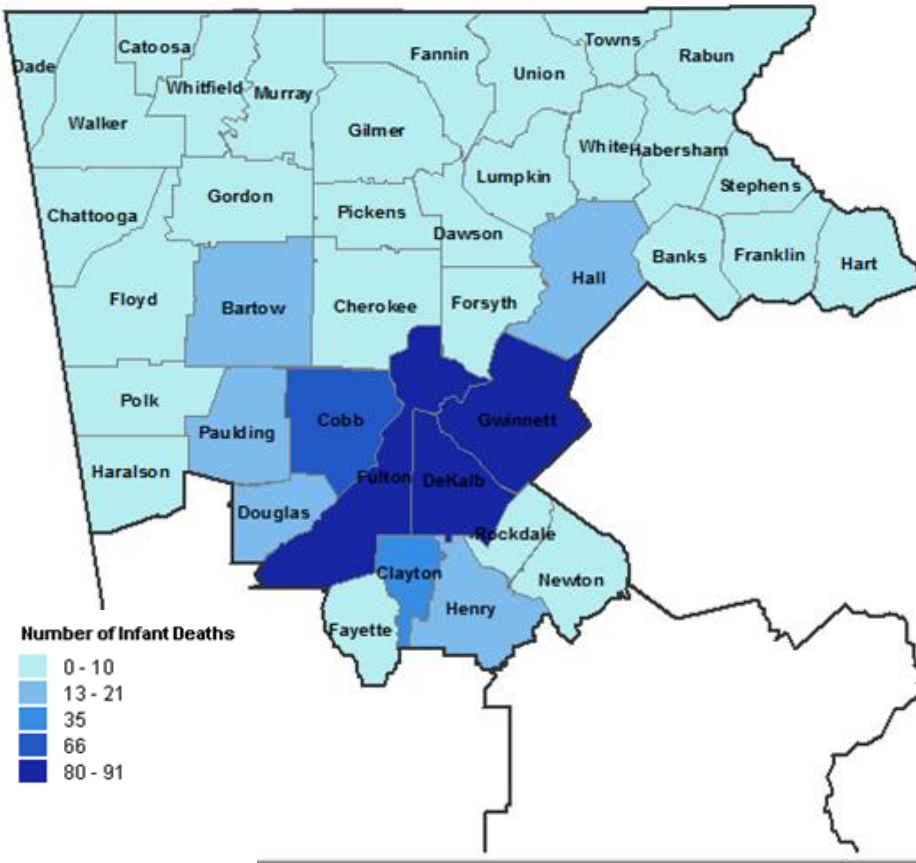 Towns
Catoosa
Fannin
Rabun
Dade
Union
Whitfield
Murray
Walker
Gilmer
White
Habersham
Lumpkin
Stephens
Gordon
Pickens
Chattooga
Dawson
Banks
Franklin
Hart
Hall
Floyd
Bartow
Cherokee
Forsyth
Polk
Cobb
Gwinnett
Paulding
Haralson
Fulton
DeKalb
Douglas
Rockdale
Clayton
Newton
Henry
Fayette
Number of Infant Deaths
0 - 10
13 - 21
35
66
80 - 91